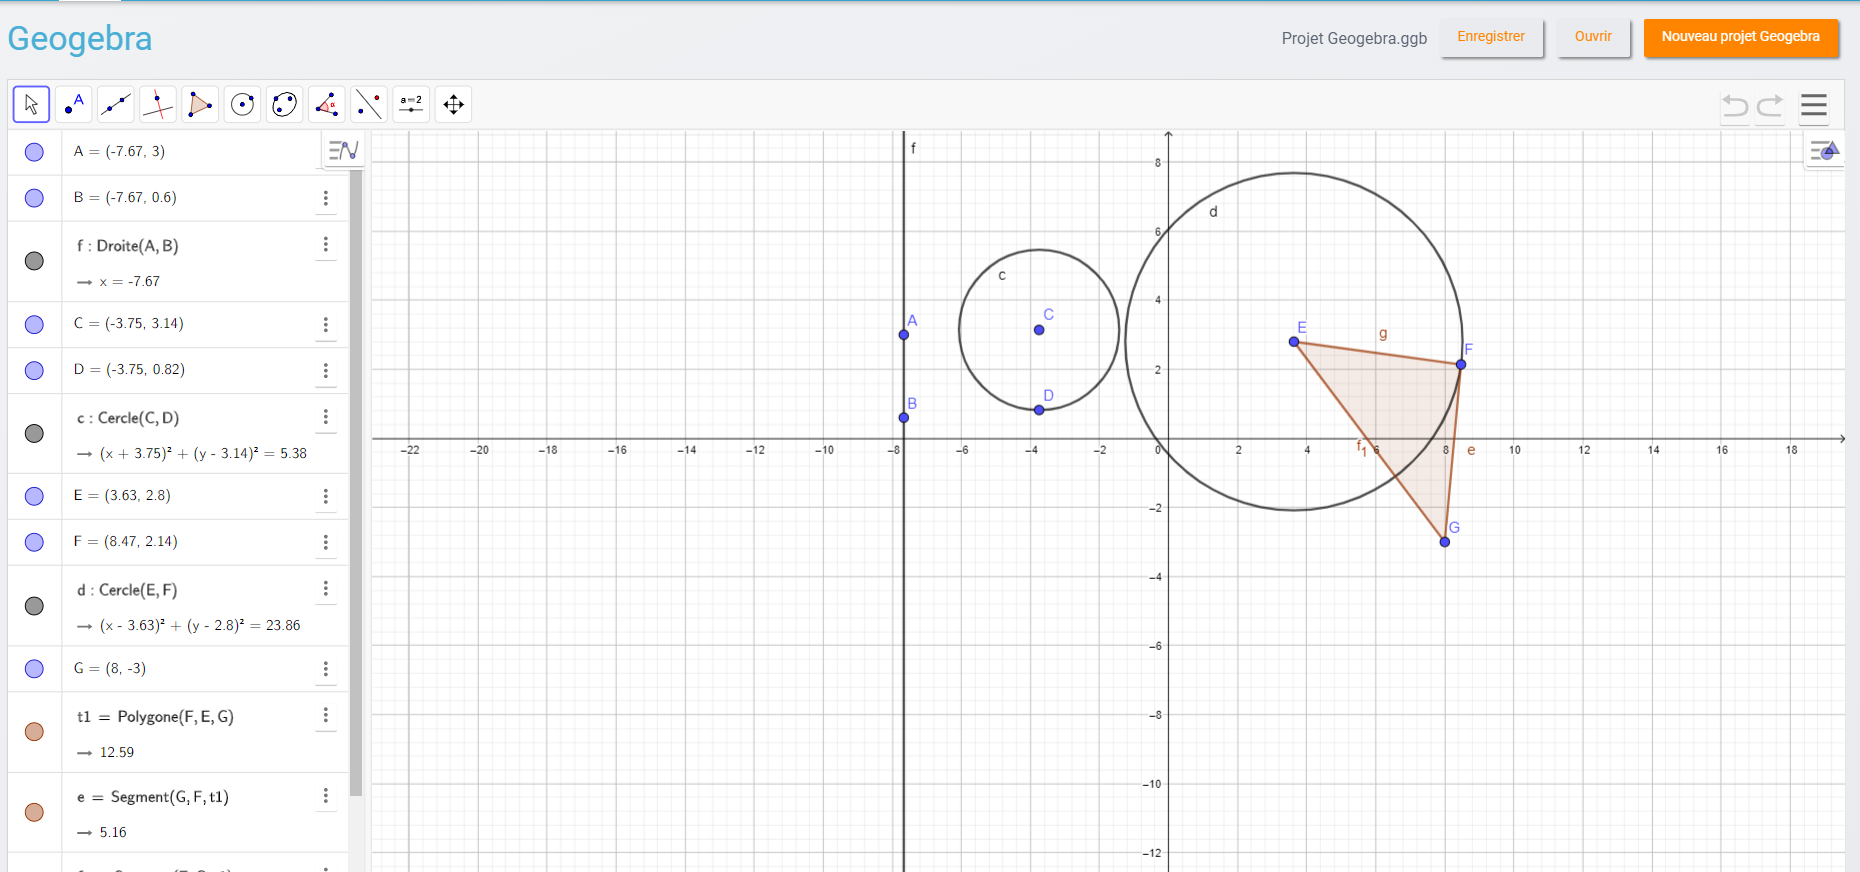 Geogebra
Projet Geogebra.ggb
Enregistrer
Ouvrir
Nouveau projet Geogebra
A
α
a=2
A = (-7.67, 3)
B = (-7.67, 0.6)
f : Droite(A, B)
→ x = -7.67
C = (-3.75, 3.14)
D = (-3.75, 0.82)
c : Cercle(C, D)
→ (x + 3.75)² + (y - 3.14)² = 5.38
E = (3.63, 2.8)
F = (8.47, 2.14)
d : Cercle(E, F)
→ (x - 3.63)² + (y - 2.8)² = 23.86
G = (8, -3)
t1 = Polygone(F, E, G)
→ 12.59
e = Segment(G, F, t1)
→ 5.16
f
8
d
6
c
4
C
A
E
g
F
2
D
B
–22 –20 –18 –16 –14 –12 –10 –8 –6 –4 –2 0 2 4 6 8 10 12 14 16 18
f₁
e
–2
G
–4
–6
–8
–10
–12